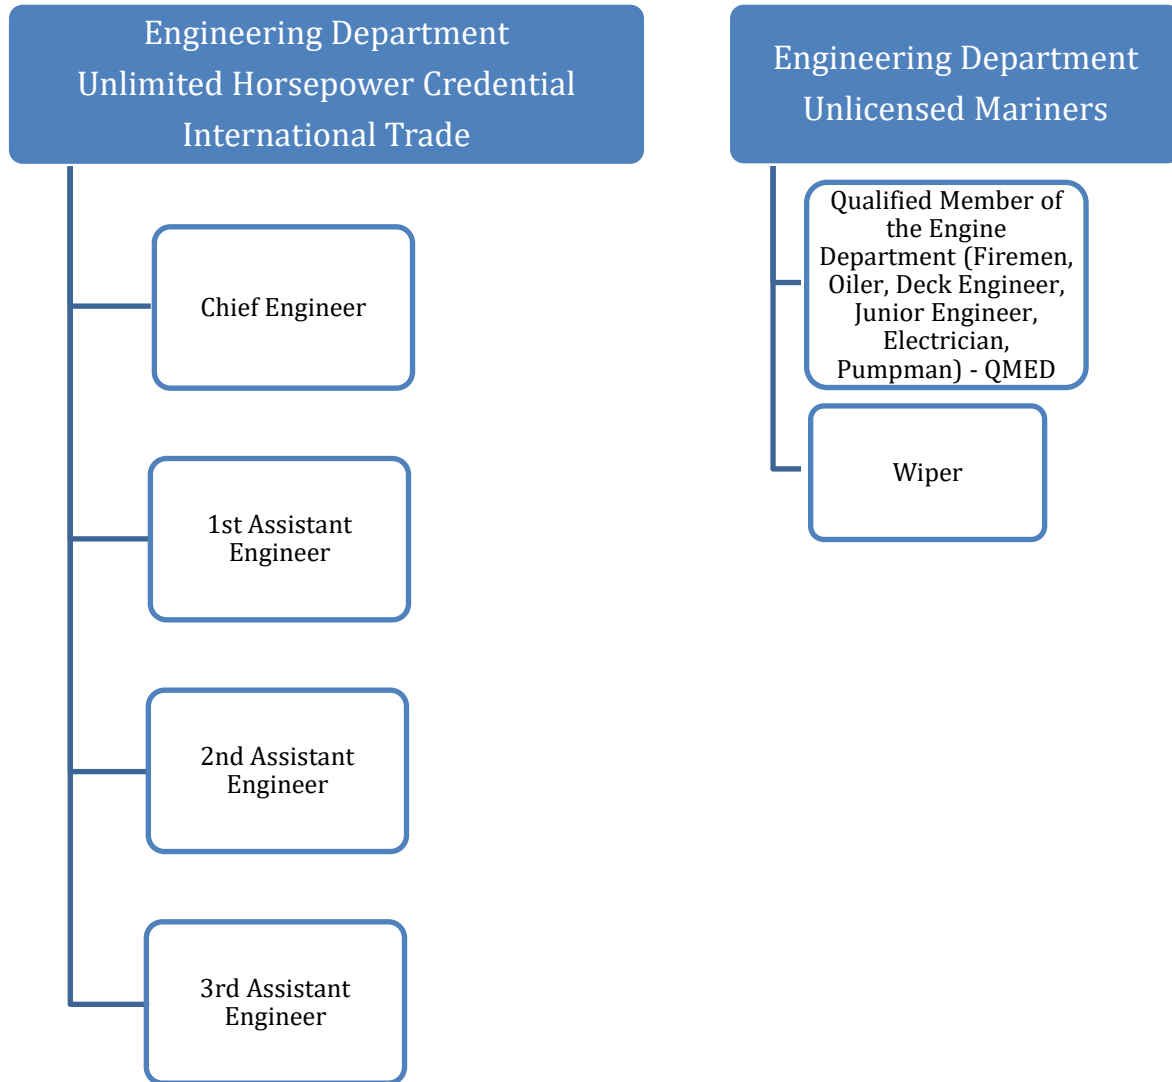 Engineering Department
Unlimited Horsepower Credential
International Trade
Chief Engineer
1st Assistant
Engineer
2nd Assistant
Engineer
3rd Assistant
Engineer
Engineering Department
Unlicensed Mariners
Qualified Member of
the Engine
Department (Firemen,
Oiler, Deck Engineer,
Junior Engineer,
Electrician,
Pumpman) - QMED
Wiper